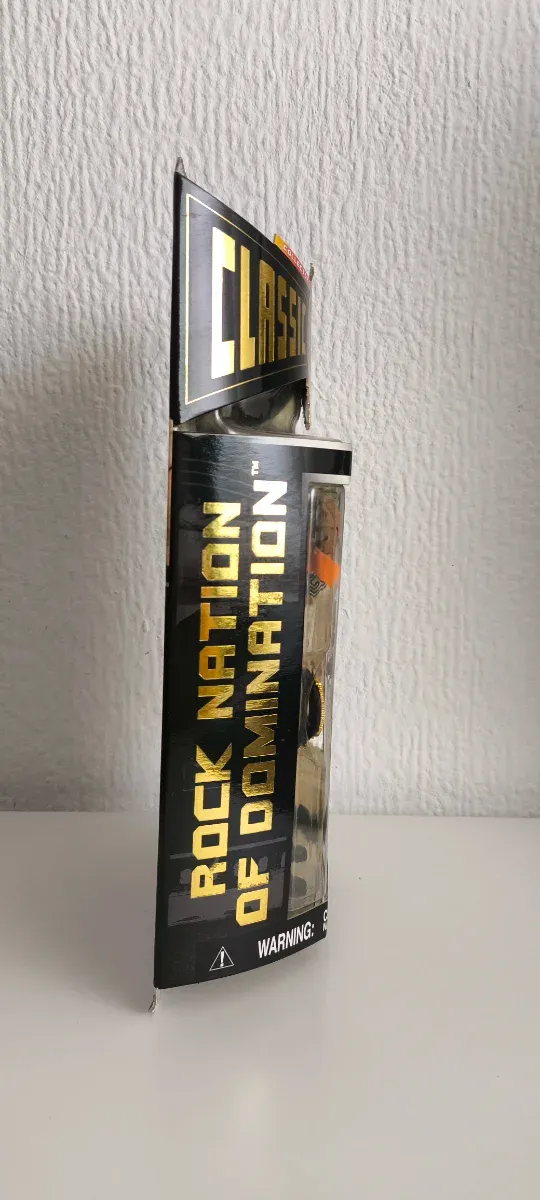 CLASSIC
ROCK NATION
OF DOMINATION™
WARNING: